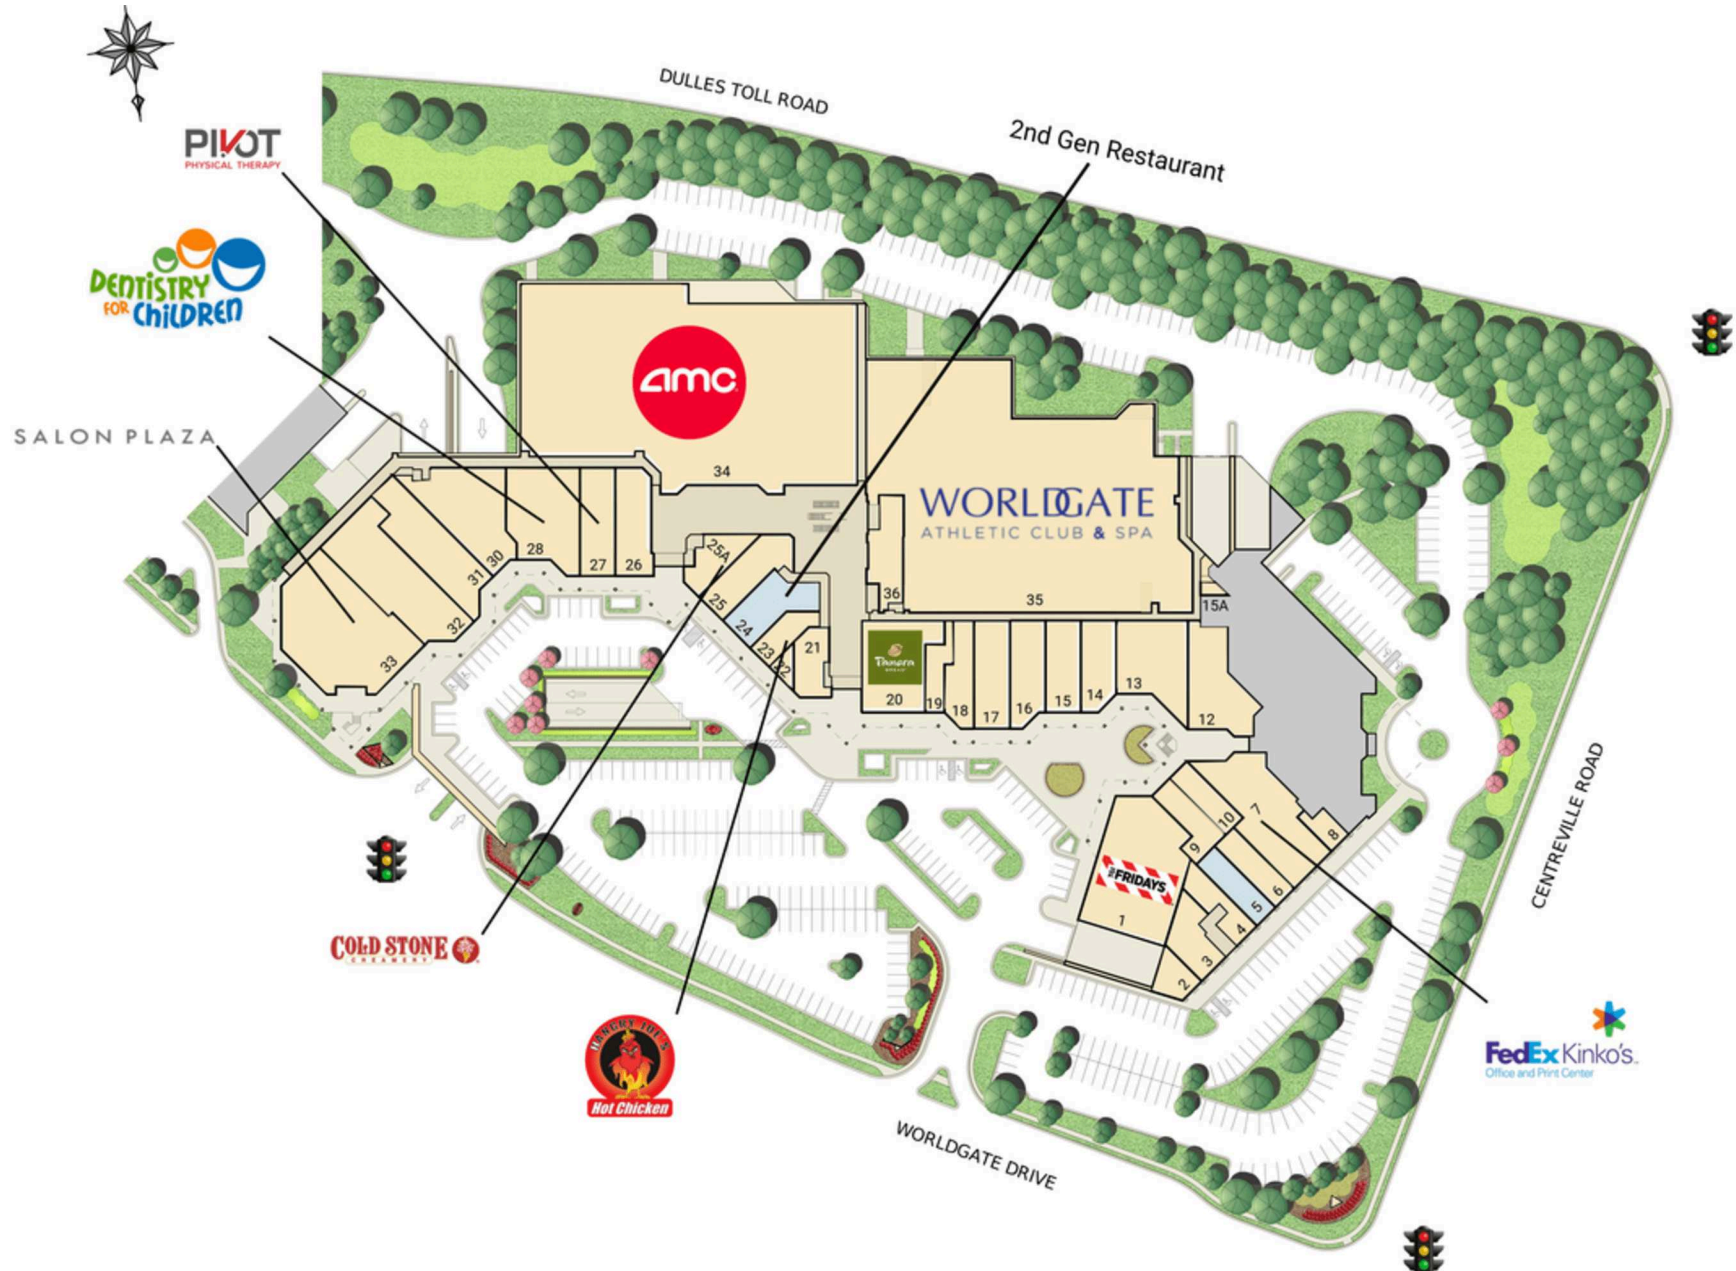 DULLES TOLL ROAD
2nd Gen Restaurant
PIVOT
PHYSICAL THERAPY
DENTISTRY
FOR CHILDREN
SALON PLAZA
amc
34
WORLDGATE
ATHLETIC CLUB & SPA
36
35
15A
33
32
31
30
28
27
26
25A
25
24
23
22
21
Panera
BREAD
20
19
18
17
16
15
14
13
12
10
9
8
7
6
5
4
3
2
1
FRIDAYS
COLD STONE
CREAMERY
HANGRY JOE'S
Hot Chicken
FedEx Kinko's
Office and Print Center
CENTREVILLE ROAD
WORLDGATE DRIVE